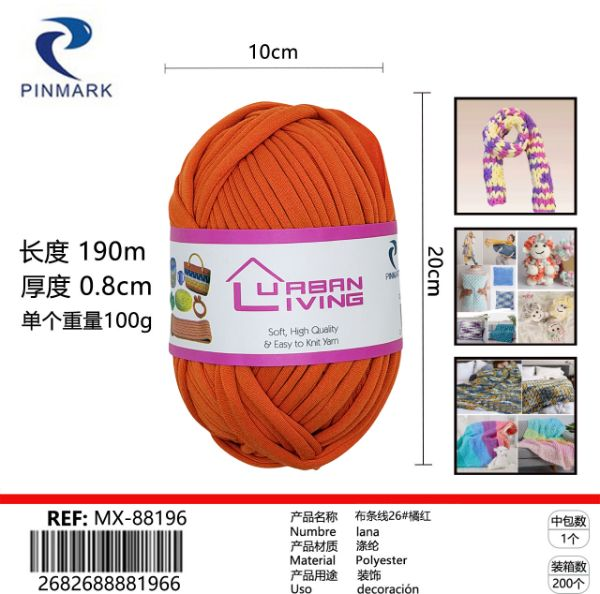 PINMARK
10cm
长度 190m
厚度 0.8cm
单个重量100g
20cm
PINMARK
URBAN
LIVING
Soft, High Quality
& Easy to Knit Yarn
REF: MX-88196
2682688881966
产品名称 布条线26#橘红
Numbre lana
产品材质 涤纶
Material Polyester
产品用途 装饰
Uso decoración
中包数
1个
装箱数
200个